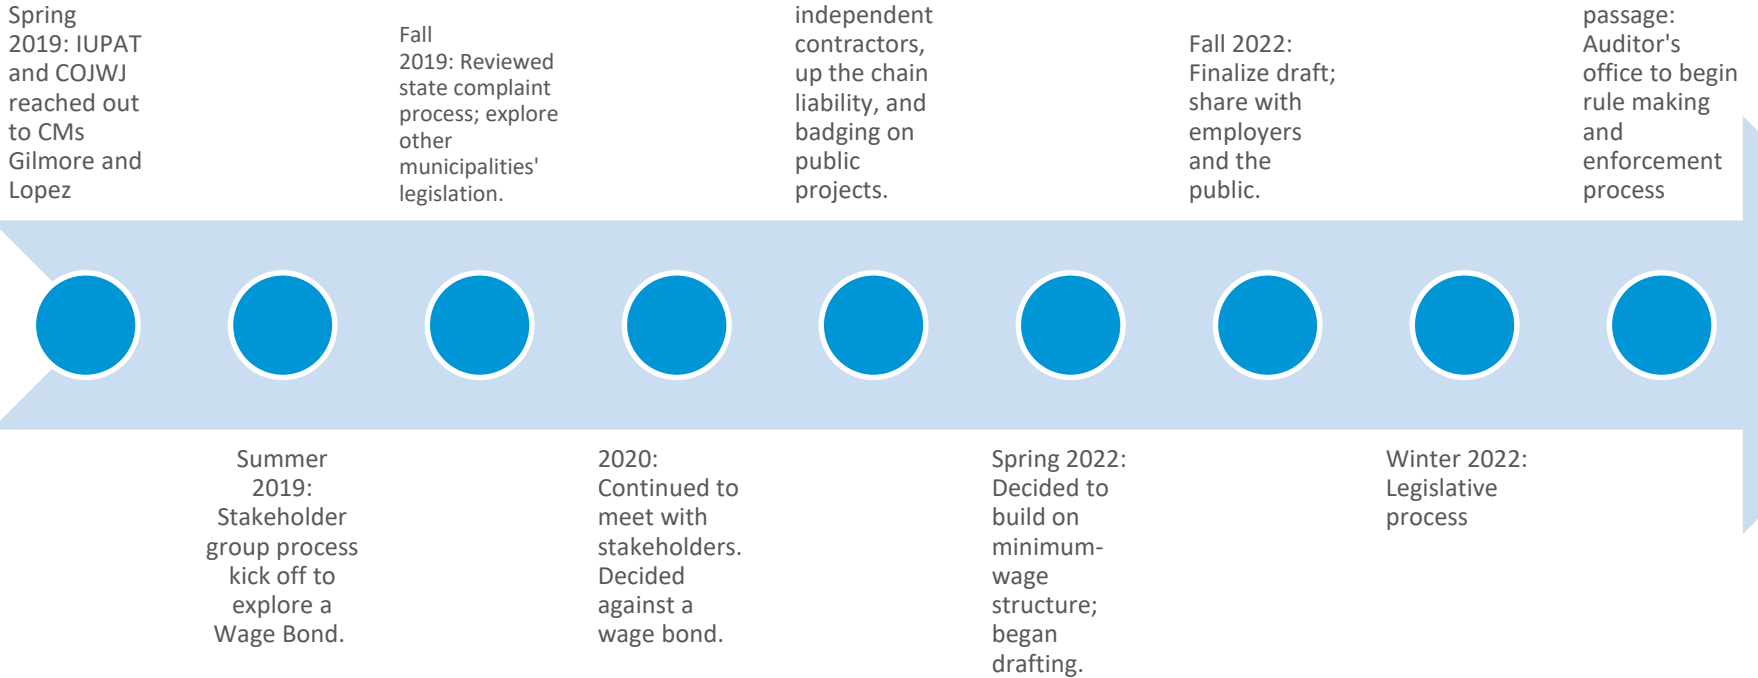 Spring
2019: IUPAT
and COJWJ
reached out
to CMs
Gilmore and
Lopez
Summer
2019:
Stakeholder
group process
kick off to
explore a
Wage Bond.
Fall
2019: Reviewed
state complaint
process; explore
other
municipalities'
legislation.
2020:
Continued to
meet with
stakeholders.
Decided
against a
wage bond.
independent
contractors,
up the chain
liability, and
badging on
public
projects.
Spring 2022:
Decided to
build on
minimum-
wage
structure;
began
drafting.
Fall 2022:
Finalize draft;
share with
employers
and the
public.
Winter 2022:
Legislative
process
passage:
Auditor's
office to begin
rule making
and
enforcement
process